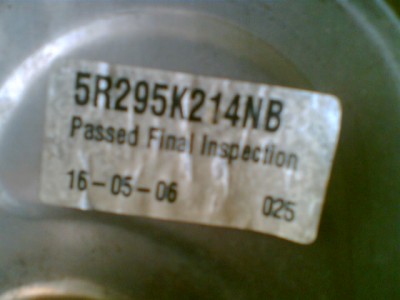 5R295K214NB
Passed Final Inspection
16-05-06 025